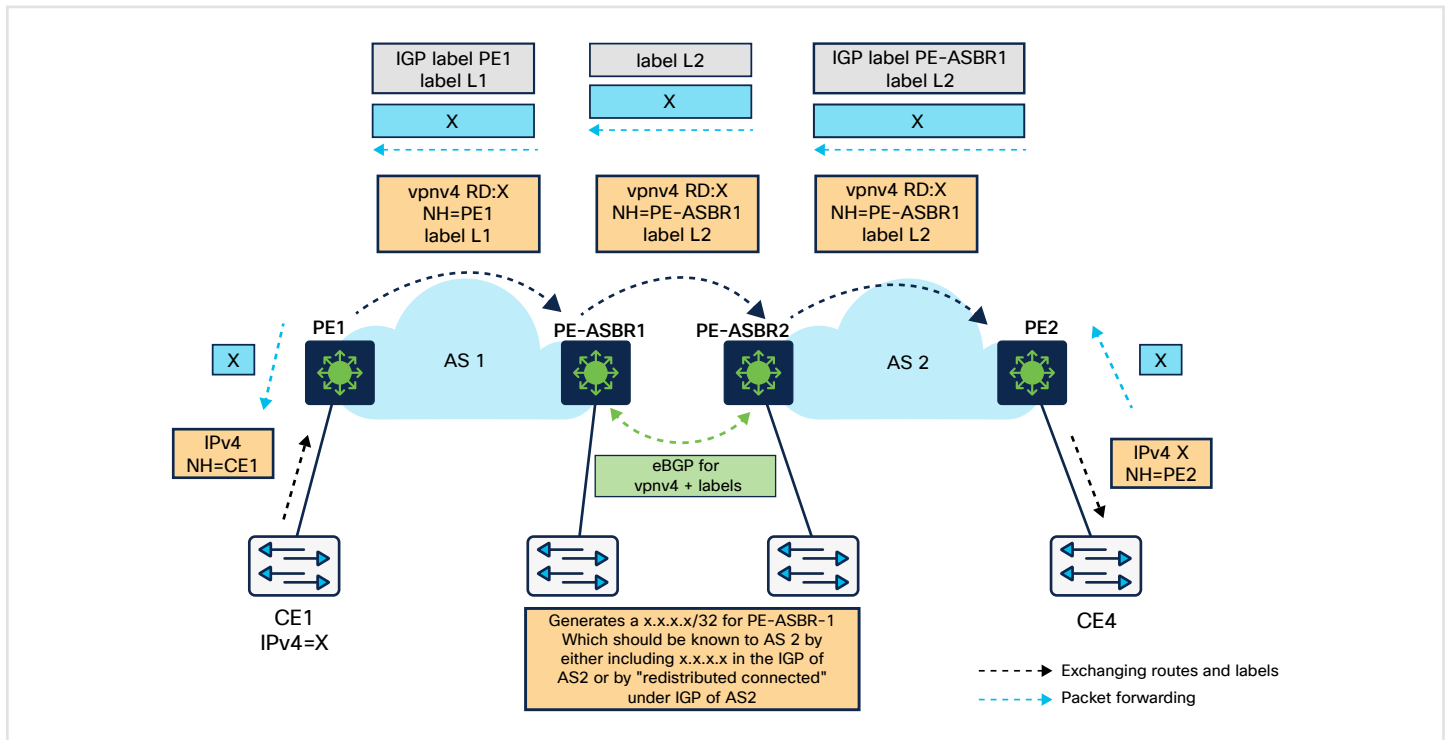 IGP label PE1
label L1
label L2
IGP label PE-ASBR1
label L2
X
X
X
vpnv4 RD:X
NH=PE1
label L1
vpnv4 RD:X
NH=PE-ASBR1
label L2
vpnv4 RD:X
NH=PE-ASBR1
label L2
PE1
PE-ASBR1
PE-ASBR2
PE2
X
AS 1
AS 2
X
IPv4
NH=CE1
eBGP for
vpnv4 + labels
IPv4 X
NH=PE2
CE1
IPv4=X
Generates a x.x.x.x/32 for PE-ASBR-1
Which should be known to AS 2 by
either including x.x.x.x in the IGP of
AS2 or by "redistributed connected"
under IGP of AS2
CE4
Exchanging routes and labels
Packet forwarding